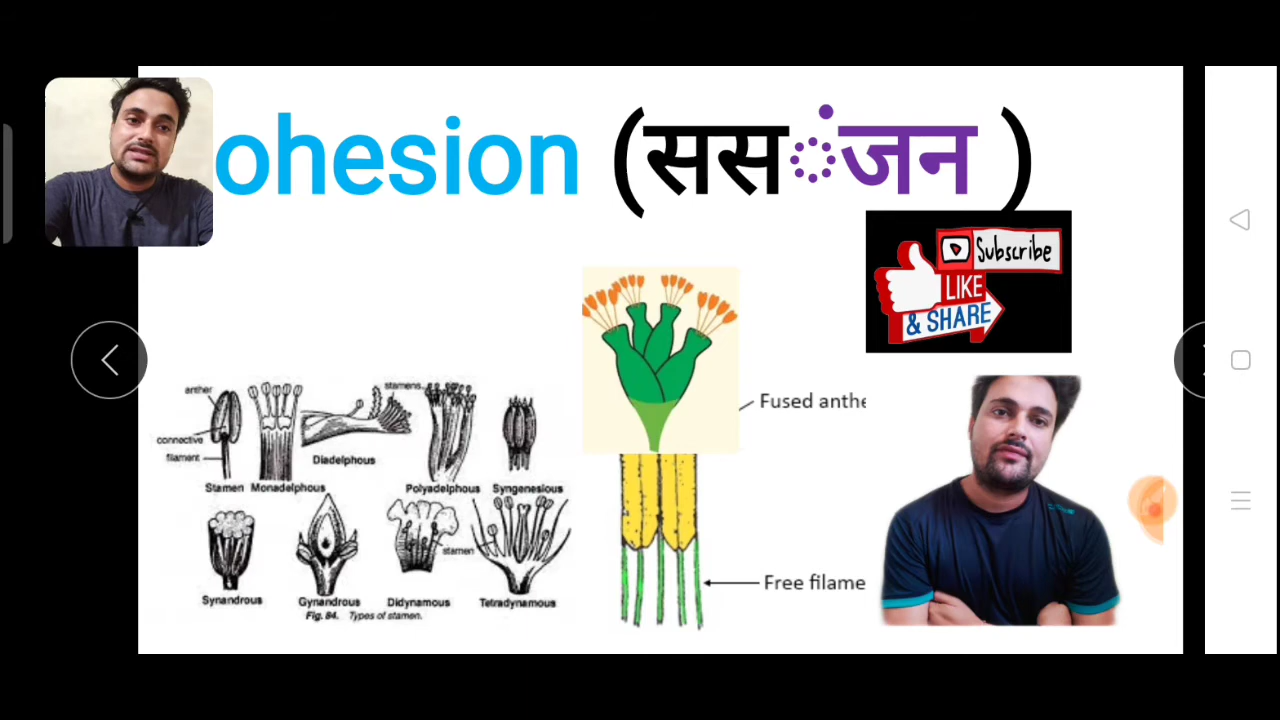 ohesion (ससंजन )
Subscribe
LIKE
& SHARE
Fused anthe
anther
connective
filament
Stamen Monadelphous
Diadelphous
stamens
Polyadelphous Syngenesious
stamen
Free filame
Synandrous Gynandrous Didynamous Tetradynamous
Fig. 84. Types of stamen.